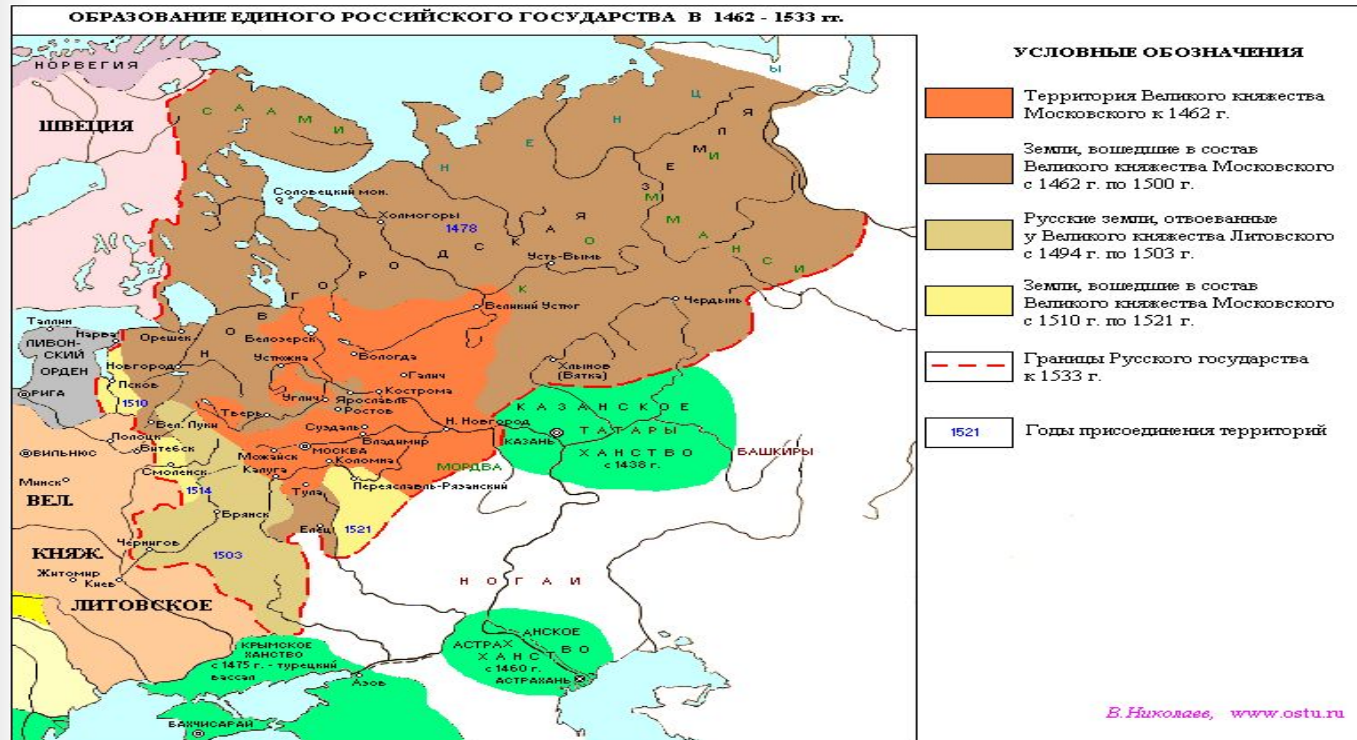 ОБРАЗОВАНИЕ ЕДИНОГО РОССИЙСКОГО ГОСУДАРСТВА В 1462 - 1533 гг.
УСЛОВНЫЕ ОБОЗНАЧЕНИЯ
Территория Великого княжества
Московского к 1462 г.
Земли, вошедшие в состав
Великого княжества Московского
с 1462 г. по 1500 г.
Русские земли, отвоеванные
у Великого княжества Литовского
с 1494 г. по 1503 г.
Земли, вошедшие в состав
Великого княжества Московского
с 1510 г. по 1521 г.
Границы Русского государства
к 1533 г.
1521
Годы присоединения территорий
НОРВЕГИЯ
ШВЕЦИЯ
СААМИ
НЕНЦЫ
НОВГОРОДСКАЯ ЗЕМЛЯ
КОМИ
МАНСИ
Соловецкий мон.
Холмогоры
1478
Усть-Вымь
Великий Устюг
Чердынь
Таллин
Нарва
Орешек
Белозерск
ЛИВОН-
СКИЙ
ОРДЕН
Новгород
Устюжна
Вологда
Галич
Хлынов
(Вятка)
Псков
РИГА
1510
Углич
Кострома
Ярославль
Ростов
Тверь
Вел. Луки
Суздаль
Н. Новгород
Владимир
Полоцк
Витебск
ВИЛЬНЮС
Можайск
МОСКВА
Коломна
Смоленск
Калуга
МОРДВА
Переяславль-Рязанский
КАЗАНСКОЕ
ТАТАРЫ
КАЗАНЬ
ХАНСТВО
с 1438 г.
БАШКИРЫ
Минск
ВЕЛ.
1514
Тула
Брянск
Елец
1521
Чернигов
1503
КНЯЖ.
Житомир
Киев
ЛИТОВСКОЕ
НОГАИ
КРЫМСКОЕ
ХАНСТВО
с 1475 г. - турецкий
вассал
Азов
БАХЧИСАРАЙ
АСТРАХАНСКОЕ
ХАНСТВО
с 1460 г.
АСТРАХАНЬ
В.Николаев, www.ostu.ru